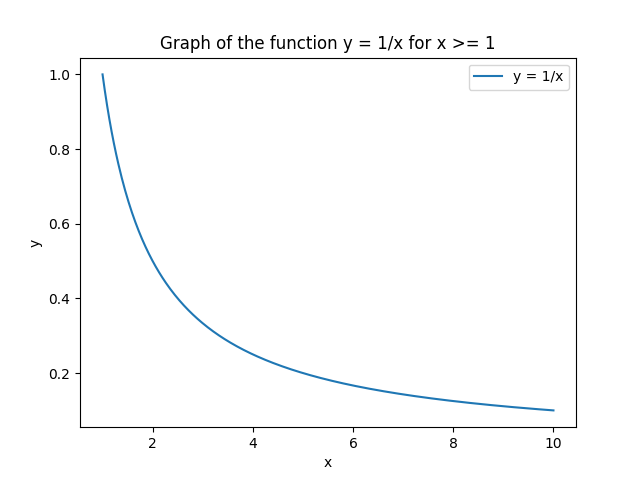 Graph of the function y = 1/x for x >= 1
y = 1/x
1.0
0.8
0.6
0.4
0.2
y
2 4 6 8 10
x